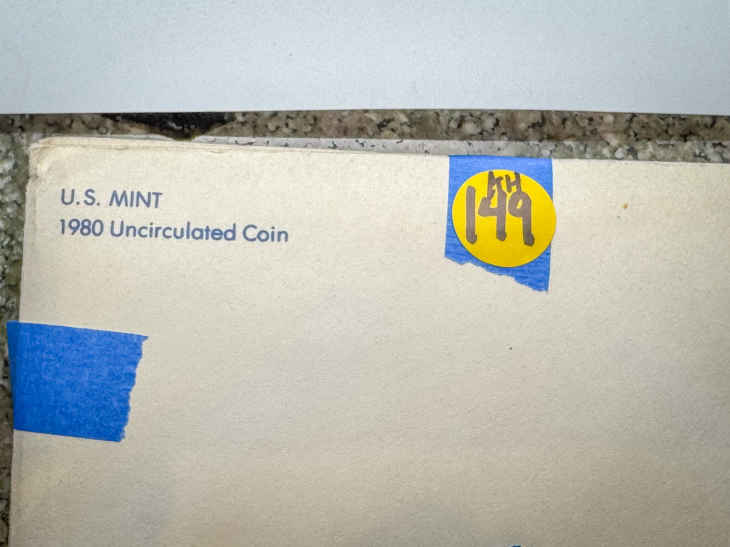 U.S. MINT
1980 Uncirculated Coin
AH
149